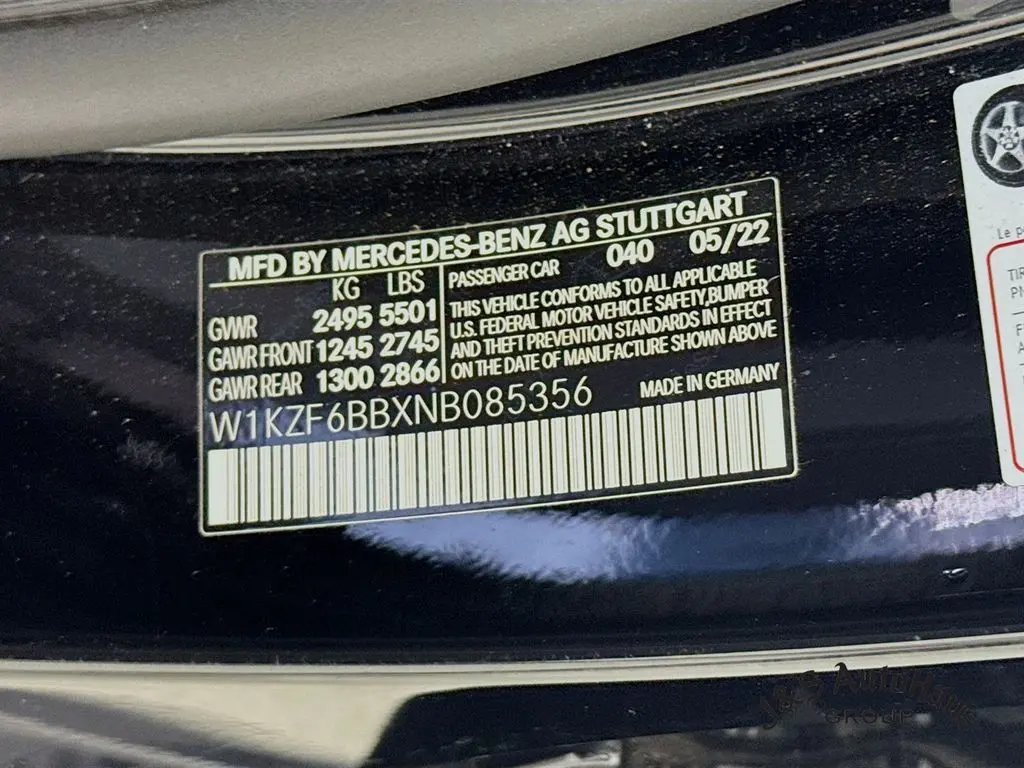 MFD BY MERCEDES-BENZ AG STUTTGART
KG LBS
GVWR 2495 5501
GAWR FRONT 1245 2745
GAWR REAR 1300 2866
PASSENGER CAR 040 05/22
THIS VEHICLE CONFORMS TO ALL APPLICABLE
U.S. FEDERAL MOTOR VEHICLE SAFETY, BUMPER
AND THEFT PREVENTION STANDARDS IN EFFECT
ON THE DATE OF MANUFACTURE SHOWN ABOVE
W1KZF6BBXNB085356 MADE IN GERMANY
Le
GROUP